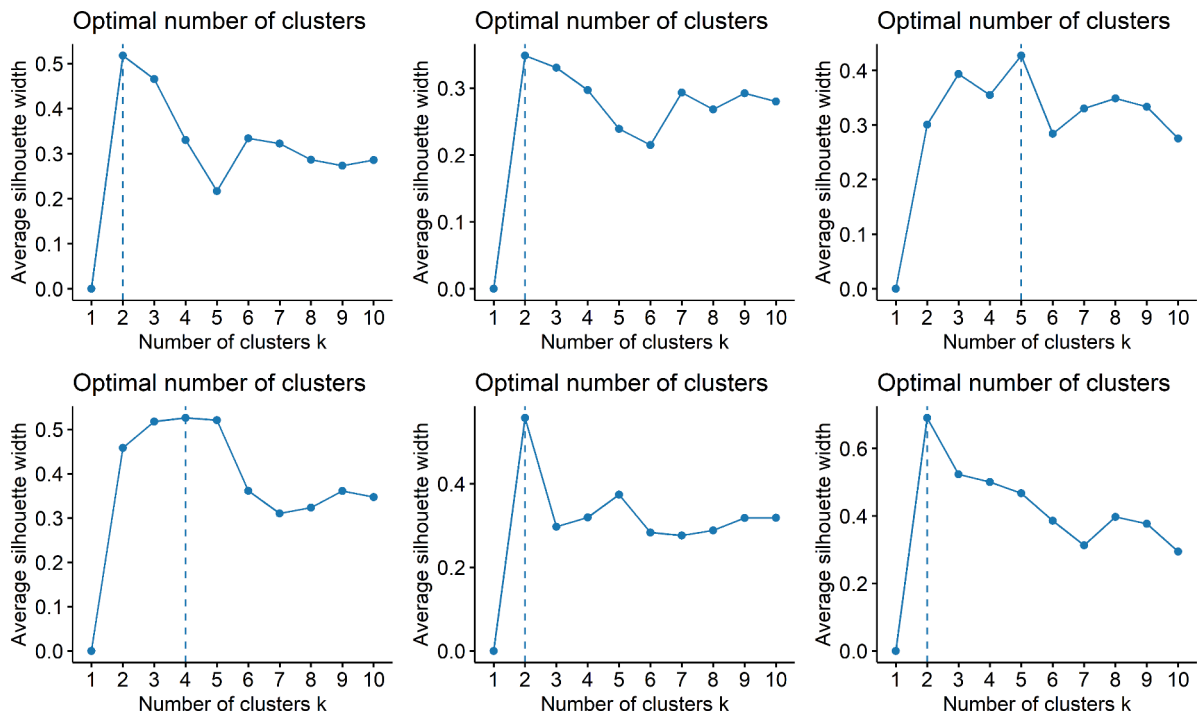 Optimal number of clusters
Average silhouette width
0.5
0.4
0.3
0.2
0.1
0.0
1 2 3 4 5 6 7 8 9 10
Number of clusters k
Optimal number of clusters
Average silhouette width
0.3
0.2
0.1
0.0
1 2 3 4 5 6 7 8 9 10
Number of clusters k
Optimal number of clusters
Average silhouette width
0.4
0.3
0.2
0.1
0.0
1 2 3 4 5 6 7 8 9 10
Number of clusters k
Optimal number of clusters
Average silhouette width
0.5
0.4
0.3
0.2
0.1
0.0
1 2 3 4 5 6 7 8 9 10
Number of clusters k
Optimal number of clusters
Average silhouette width
0.4
0.2
0.0
1 2 3 4 5 6 7 8 9 10
Number of clusters k
Optimal number of clusters
Average silhouette width
0.6
0.4
0.2
0.0
1 2 3 4 5 6 7 8 9 10
Number of clusters k